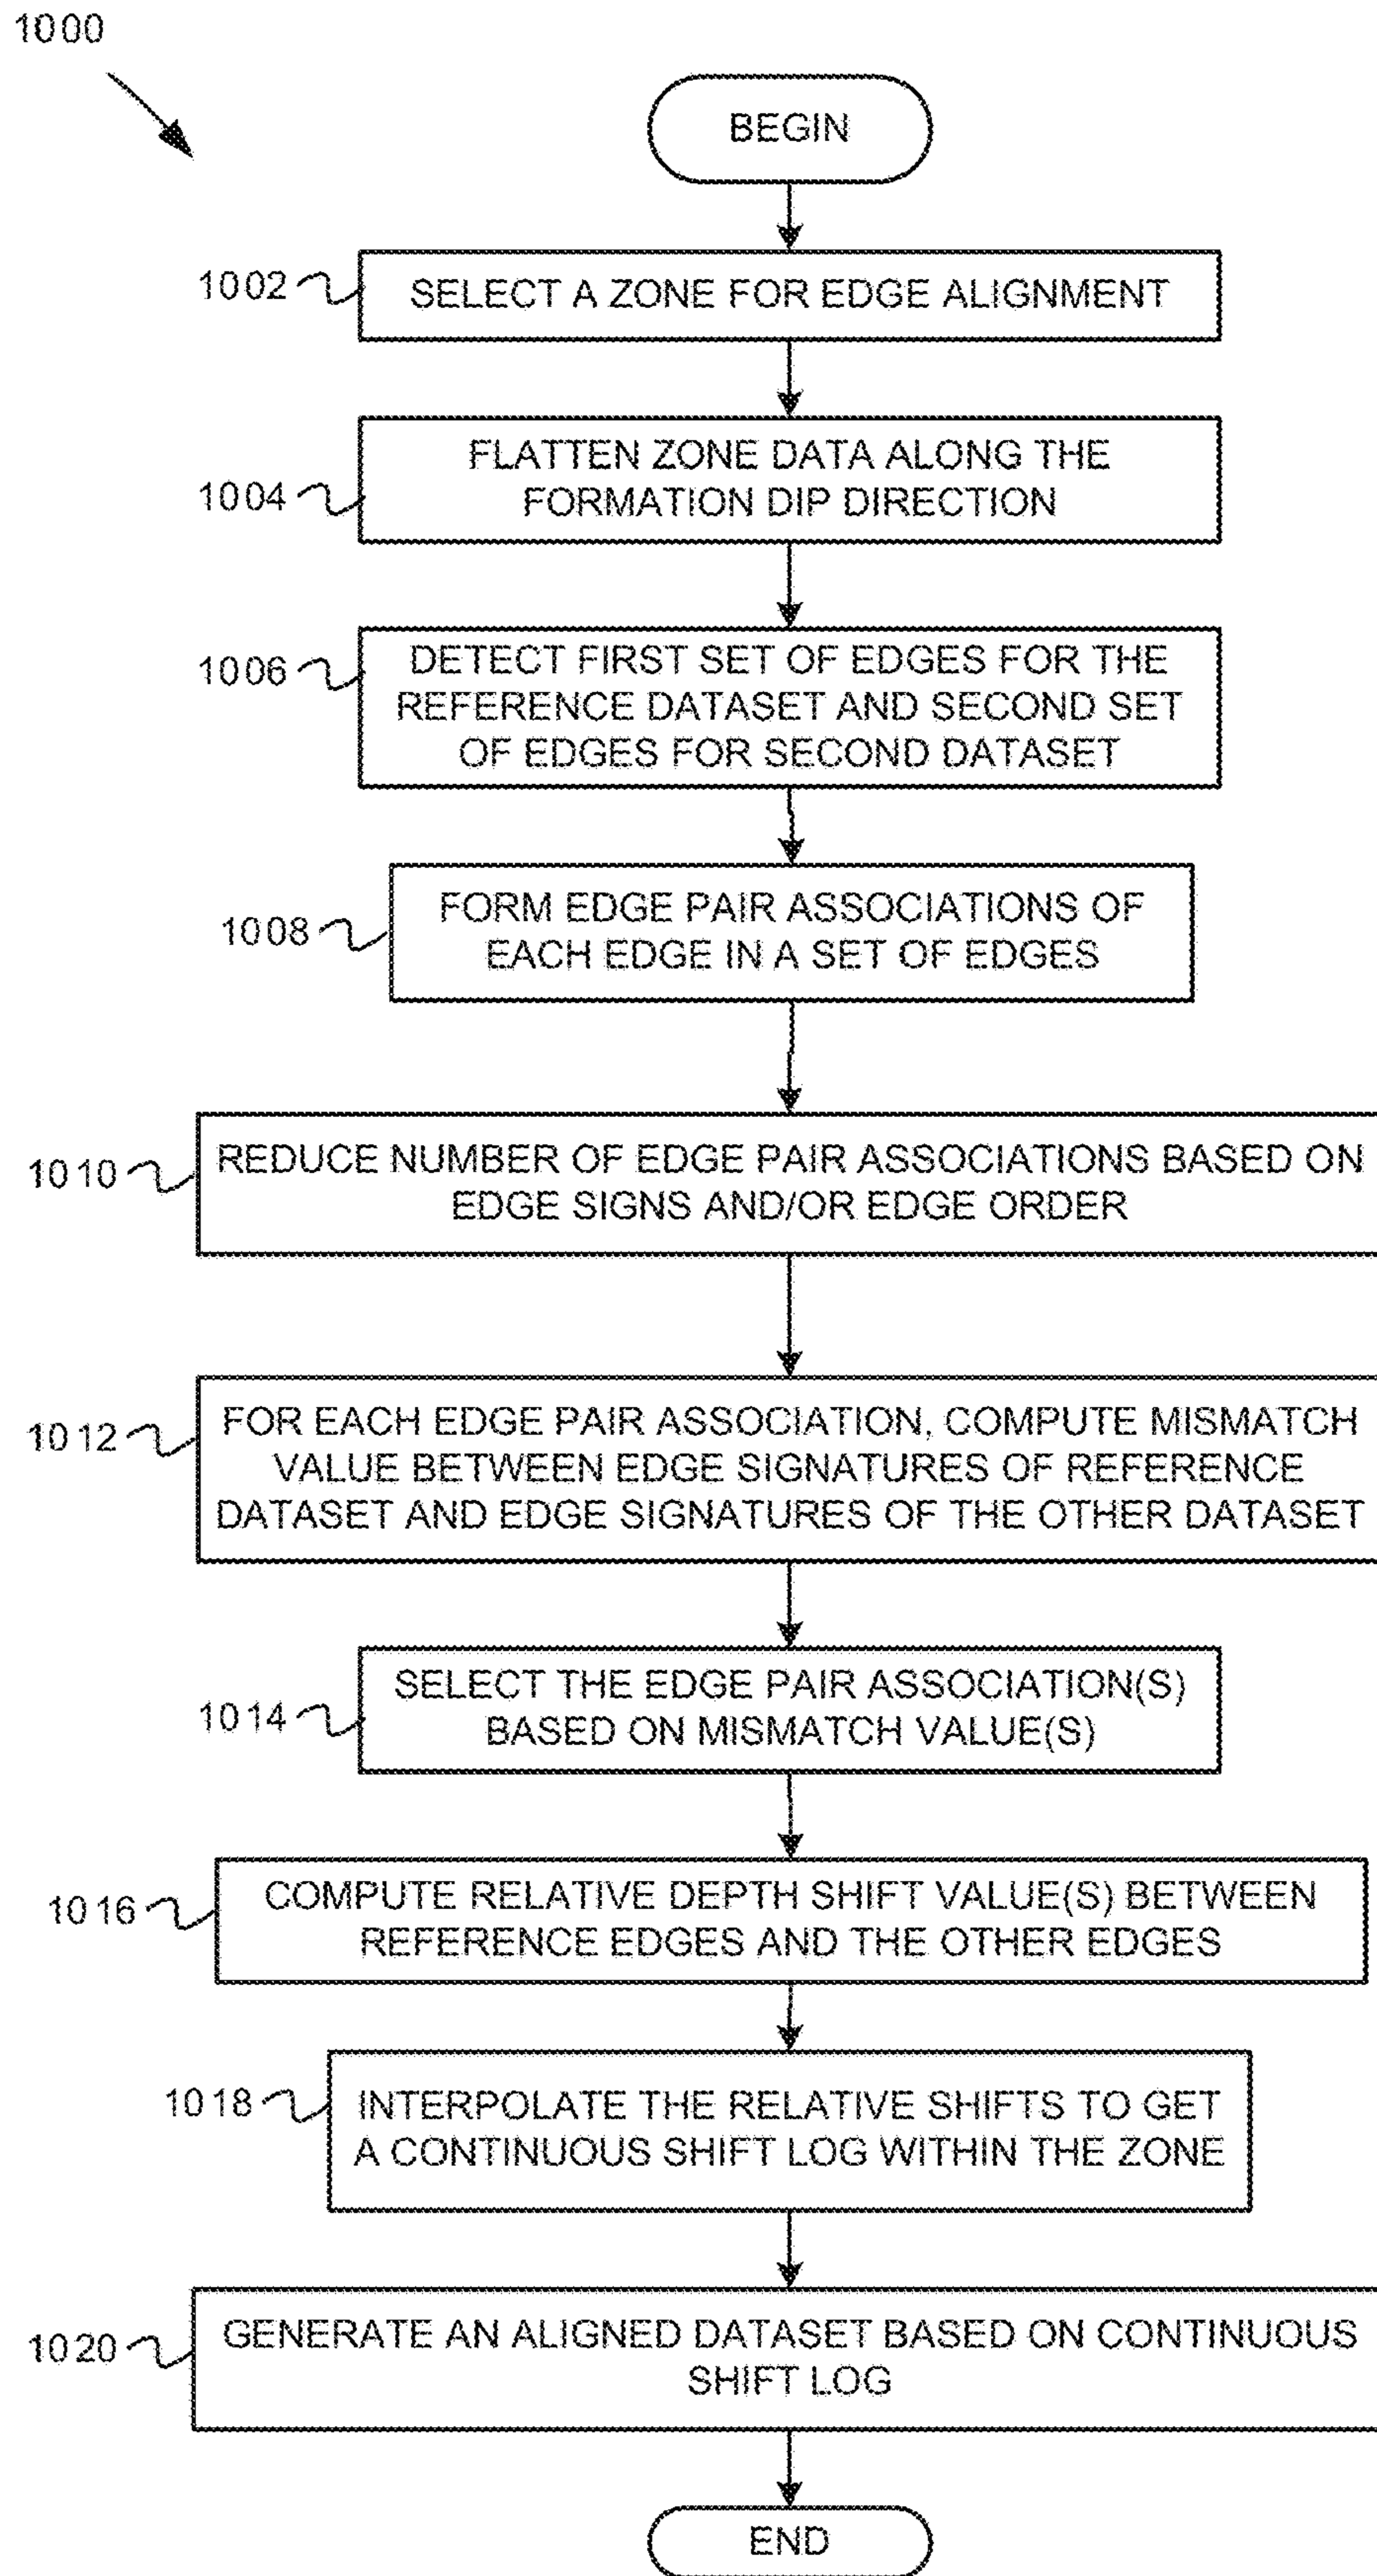 1000
BEGIN
1002
SELECT A ZONE FOR EDGE ALIGNMENT
1004
FLATTEN ZONE DATA ALONG THE
FORMATION DIP DIRECTION
1006
DETECT FIRST SET OF EDGES FOR THE
REFERENCE DATASET AND SECOND SET
OF EDGES FOR SECOND DATASET
1008
FORM EDGE PAIR ASSOCIATIONS OF
EACH EDGE IN A SET OF EDGES
1010
REDUCE NUMBER OF EDGE PAIR ASSOCIATIONS BASED ON
EDGE SIGNS AND/OR EDGE ORDER
1012
FOR EACH EDGE PAIR ASSOCIATION, COMPUTE MISMATCH
VALUE BETWEEN EDGE SIGNATURES OF REFERENCE
DATASET AND EDGE SIGNATURES OF THE OTHER DATASET
1014
SELECT THE EDGE PAIR ASSOCIATION(S)
BASED ON MISMATCH VALUE(S)
1016
COMPUTE RELATIVE DEPTH SHIFT VALUE(S) BETWEEN
REFERENCE EDGES AND THE OTHER EDGES
1018
INTERPOLATE THE RELATIVE SHIFTS TO GET
A CONTINUOUS SHIFT LOG WITHIN THE ZONE
1020
GENERATE AN ALIGNED DATASET BASED ON CONTINUOUS
SHIFT LOG
END